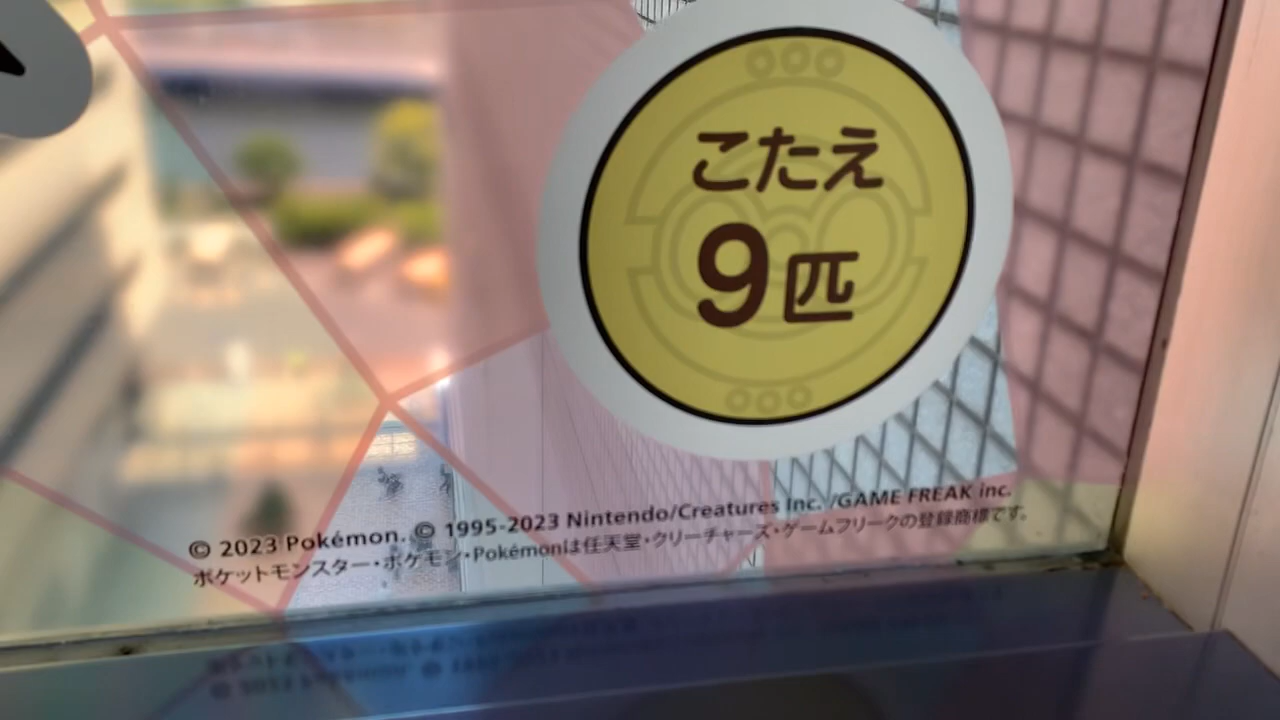 こたえ
9匹
© 2023 Pokémon. © 1995-2023 Nintendo/Creatures Inc. /GAME FREAK inc.
ポケットモンスター・ポケモン・Pokémonは任天堂・クリーチャーズ・ゲームフリークの登録商標です。